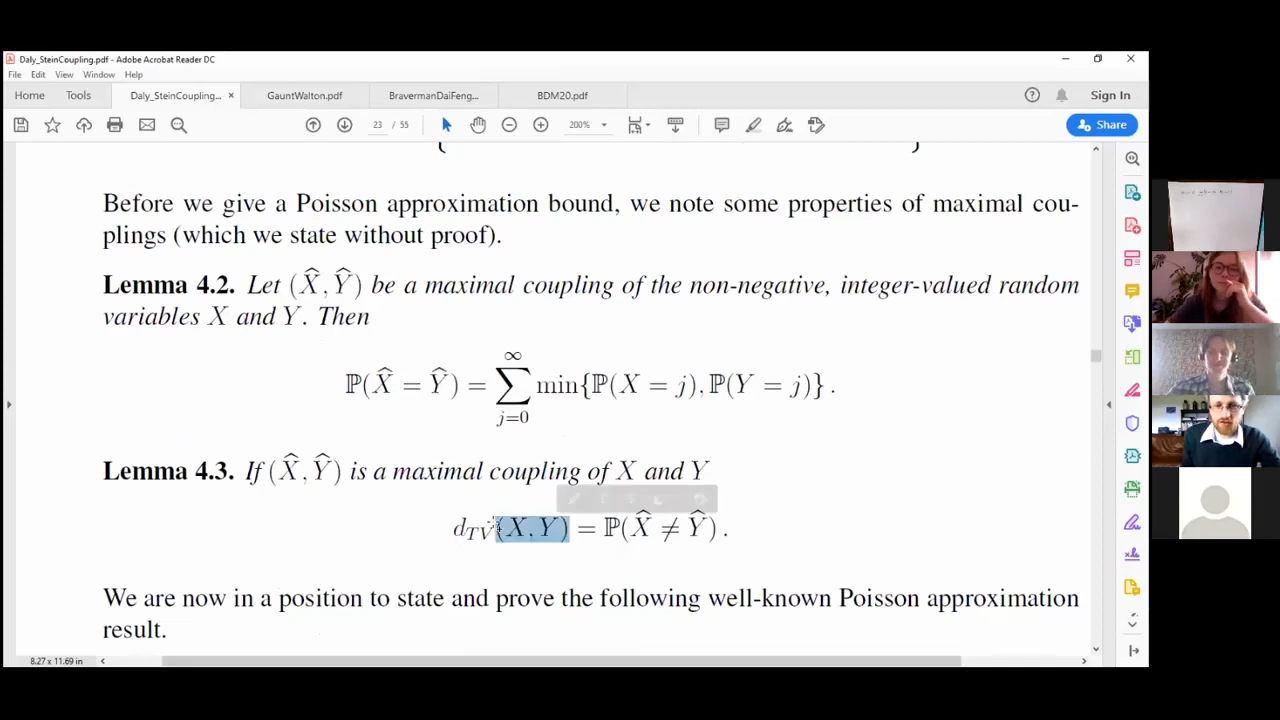 Daly_SteinCoupling.pdf - Adobe Acrobat Reader DC
File Edit View Window Help
Home Tools Daly_SteinCoupling... × GauntWalton.pdf BravermanDaiFeng... BDM20.pdf Sign In
23 / 55 200% Share
Before we give a Poisson approximation bound, we note some properties of maximal cou-
plings (which we state without proof).
Lemma 4.2. Let (X̂, Ŷ) be a maximal coupling of the non-negative, integer-valued random
variables X and Y. Then
ℙ(X̂ = Ŷ) = ∑_{j=0}^{∞} min{ℙ(X = j), ℙ(Y = j)} .
Lemma 4.3. If (X̂, Ŷ) is a maximal coupling of X and Y
d_{TV}(X, Y) = ℙ(X̂ ≠ Ŷ) .
We are now in a position to state and prove the following well-known Poisson approximation
result.
8.27 x 11.69 in